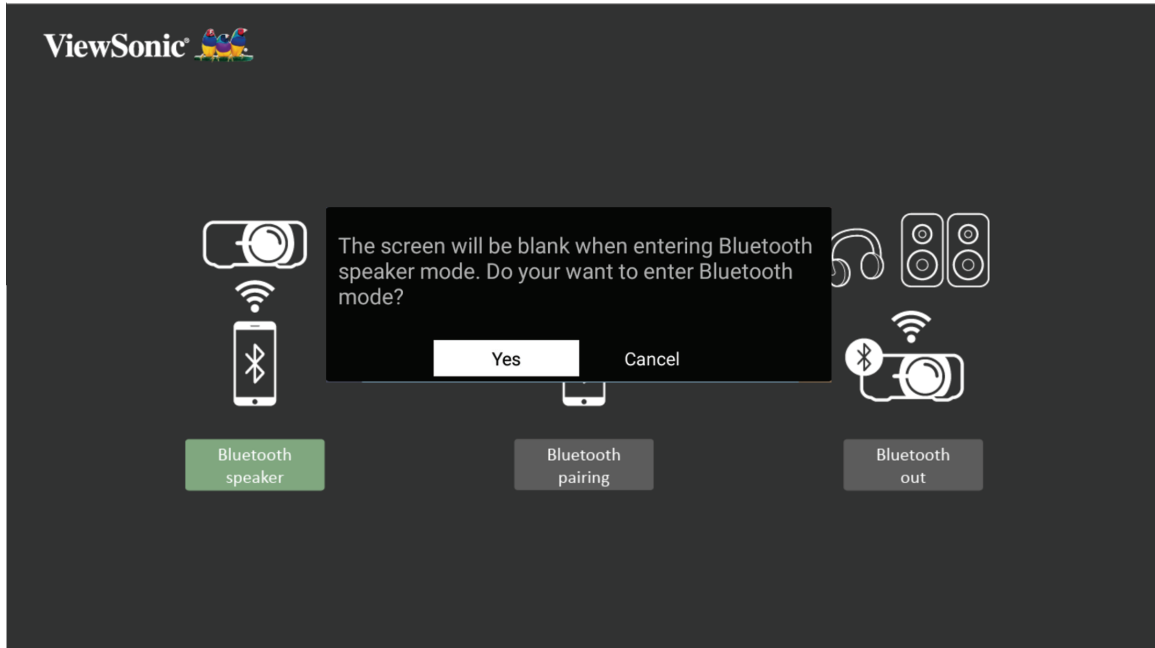 ViewSonic®
The screen will be blank when entering Bluetooth
speaker mode. Do your want to enter Bluetooth
mode?
Yes Cancel
Bluetooth
speaker
Bluetooth
pairing
Bluetooth
out